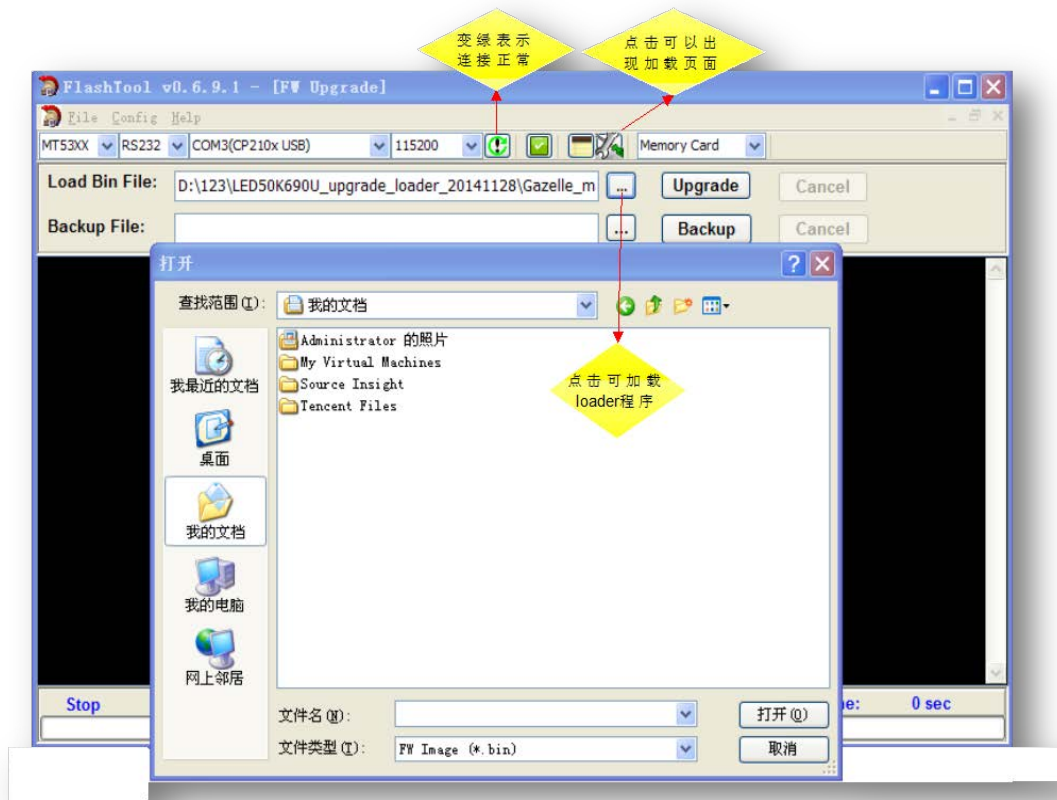 变绿表示
连接正常
点击可以出
现加载页面
FlashTool v0.6.9.1 - [FW Upgrade]
File Config Help
MT53XX RS232 COM3(CP210x USB) 115200 Memory Card
Load Bin File: D:\123\LED50K690U_upgrade_loader_20141128\Gazelle_m ... Upgrade Cancel
Backup File: ... Backup Cancel
打开
查找范围(I): 我的文档
Administrator 的照片
My Virtual Machines
Source Insight
Tencent Files
我最近的文档
桌面
我的文档
我的电脑
网上邻居
点击可加载
loader程序
Stop 0 sec
文件名(N): 打开(O)
文件类型(T): FW Image (*.bin) 取消